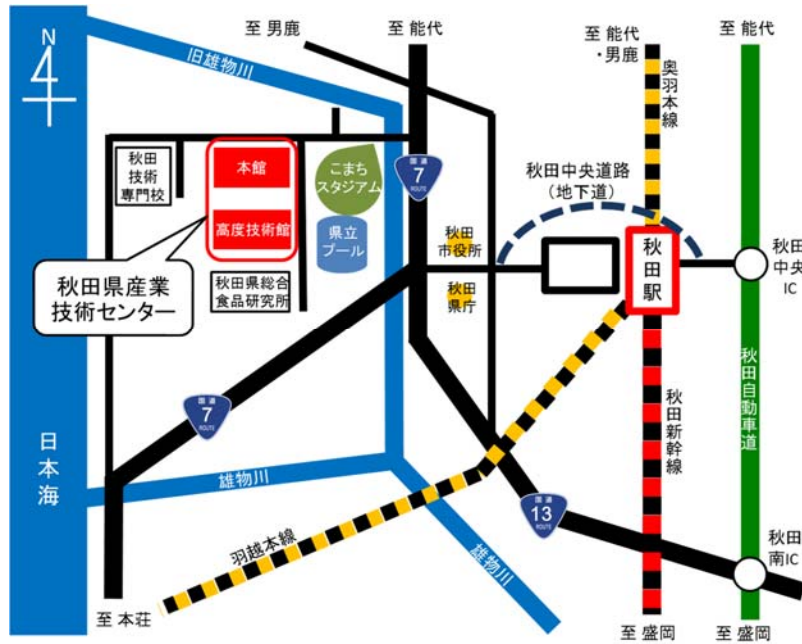 至 男鹿
至 能代
至 能代
・男鹿
至 能代
N
旧雄物川
奥羽本線
秋田
技術
専門校
本館
高度技術館
こまち
スタジアム
県立
プール
国道
7
ROUTE
秋田中央道路
（地下道）
秋田
市役所
秋田
県庁
秋田駅
秋田
中央
IC
秋田県産業
技術センター
秋田県総合
食品研究所
国道
7
ROUTE
日本海
雄物川
羽越本線
雄物川
国道
13
ROUTE
秋田新幹線
秋田自動車道
秋田
南IC
至 本荘
至 盛岡
至 盛岡